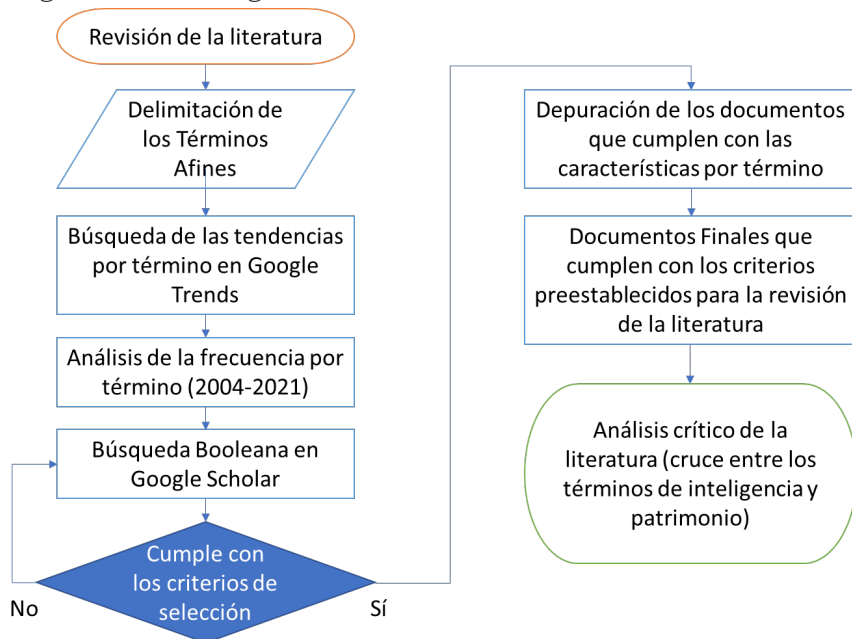 Revisión de la literatura
Delimitación de
los Términos
Afines
Búsqueda de las tendencias
por término en Google
Trends
Análisis de la frecuencia por
término (2004-2021)
Búsqueda Booleana en
Google Scholar
Cumple con
los criterios de
selección
No
Sí
Depuración de los documentos
que cumplen con las
características por término
Documentos Finales que
cumplen con los criterios
preestablecidos para la revisión
de la literatura
Análisis crítico de la
literatura (cruce entre los
términos de inteligencia y
patrimonio)